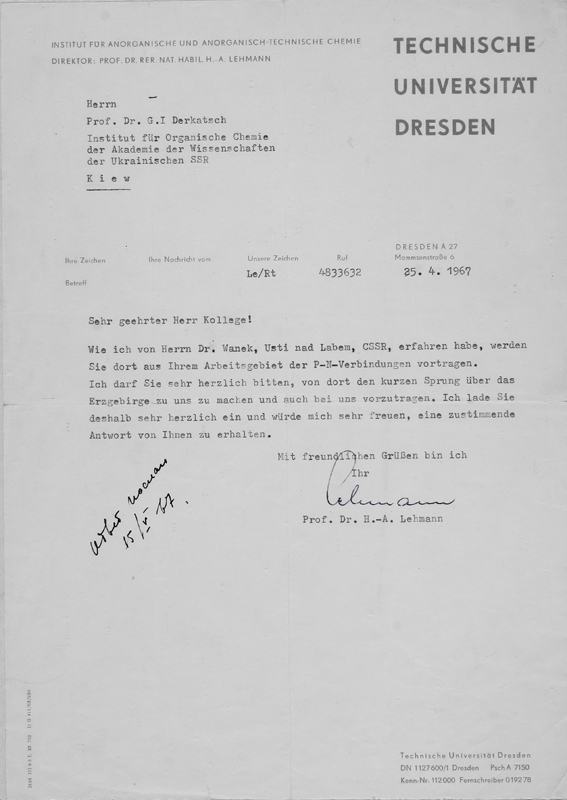 INSTITUT FÜR ANORGANISCHE UND ANORGANISCH-TECHNISCHE CHEMIE
DIREKTOR: PROF. DR. RER. NAT. HABIL. H.-A. LEHMANN
TECHNISCHE
UNIVERSITÄT
DRESDEN
Herrn
Prof. Dr. G.I Derkatsch
Institut für Organische Chemie
der Akademie der Wissenschaften
der Ukrainischen SSR
K i e w
DRESDEN A 27
Mommsenstraße 6
Ihre Zeichen Ihre Nachricht vom Unsere Zeichen Ruf
Le/Rt 4833632 25. 4. 1967
Betreff
Sehr geehrter Herr Kollege!
Wie ich von Herrn Dr. Wanek, Usti nad Labem, CSSR, erfahren habe, werden
Sie dort aus Ihrem Arbeitsgebiet der P-N-Verbindungen vortragen.
Ich darf Sie sehr herzlich bitten, von dort den kurzen Sprung über das
Erzgebirge zu uns zu machen und auch bei uns vorzutragen. Ich lade Sie
deshalb sehr herzlich ein und würde mich sehr freuen, eine zustimmende
Antwort von Ihnen zu erhalten.
Mit freundlichen Grüßen bin ich
Ihr
Lehmann
Prof. Dr. H.-A. Lehmann
15/V 67.
Technische Universität Dresden
DN 1127600/1 Dresden Psch A 7150
Kenn-Nr. 112000 Fernschreiber 019278